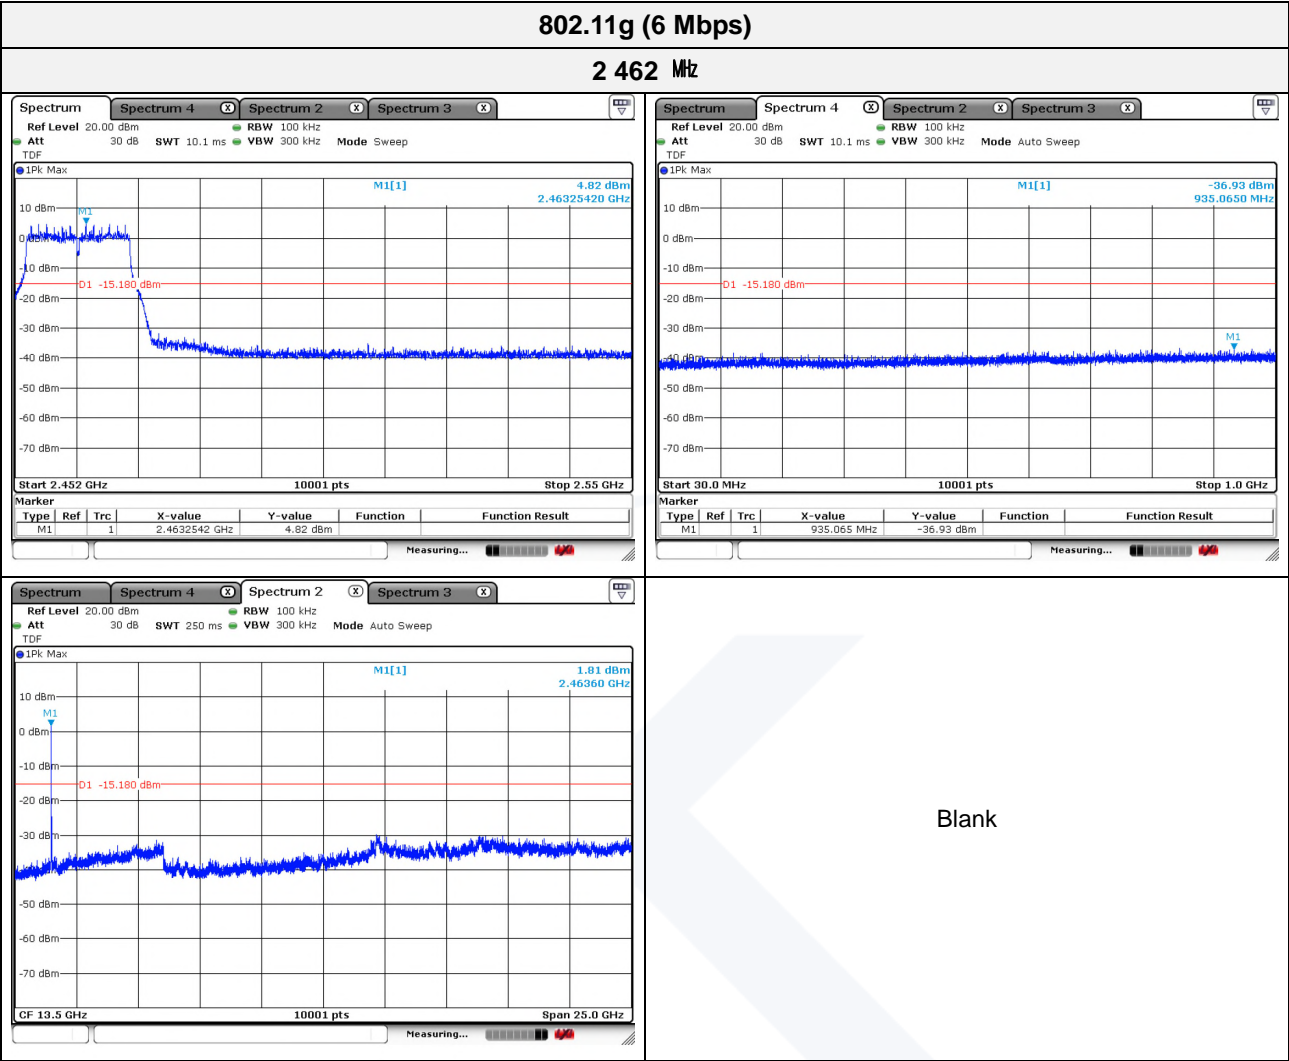 802.11g (6 Mbps)
2 462 ㎒
Spectrum Spectrum 4 X Spectrum 2 X Spectrum 3 X
Ref Level 20.00 dBm RBW 100 kHz
Att 30 dB SWT 10.1 ms VBW 300 kHz Mode Sweep
TDF
1Pk Max
M1[1] 4.82 dBm
2.46325420 GHz
10 dBm
M1
0 dBm
-10 dBm
D1 -15.180 dBm
-20 dBm
-30 dBm
-40 dBm
-50 dBm
-60 dBm
-70 dBm
Start 2.452 GHz 10001 pts Stop 2.55 GHz
Marker
Type Ref Trc X-value Y-value Function Function Result
M1 1 2.4632542 GHz 4.82 dBm
Measuring...
Spectrum Spectrum 4 X Spectrum 2 X Spectrum 3 X
Ref Level 20.00 dBm RBW 100 kHz
Att 30 dB SWT 10.1 ms VBW 300 kHz Mode Auto Sweep
TDF
1Pk Max
M1[1] -36.93 dBm
935.0650 MHz
10 dBm
0 dBm
-10 dBm
D1 -15.180 dBm
-20 dBm
-30 dBm
M1
-40 dBm
-50 dBm
-60 dBm
-70 dBm
Start 30.0 MHz 10001 pts Stop 1.0 GHz
Marker
Type Ref Trc X-value Y-value Function Function Result
M1 1 935.065 MHz -36.93 dBm
Measuring...
Spectrum Spectrum 4 X Spectrum 2 X Spectrum 3 X
Ref Level 20.00 dBm RBW 100 kHz
Att 30 dB SWT 250 ms VBW 300 kHz Mode Auto Sweep
TDF
1Pk Max
M1[1] 1.81 dBm
2.46360 GHz
10 dBm
M1
0 dBm
-10 dBm
D1 -15.180 dBm
-20 dBm
-30 dBm
-50 dBm
-60 dBm
-70 dBm
CF 13.5 GHz 10001 pts Span 25.0 GHz
Measuring...
Blank